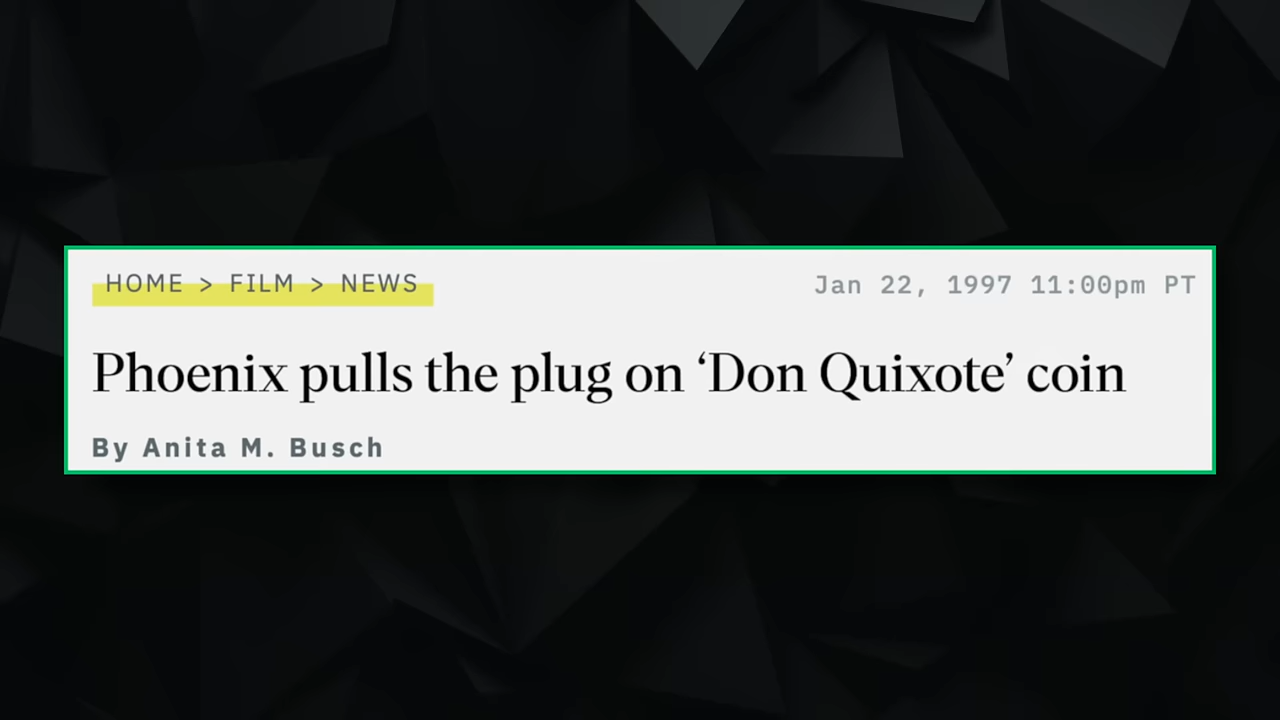 HOME > FILM > NEWS
Jan 22, 1997 11:00pm PT
Phoenix pulls the plug on ‘Don Quixote’ coin
By Anita M. Busch